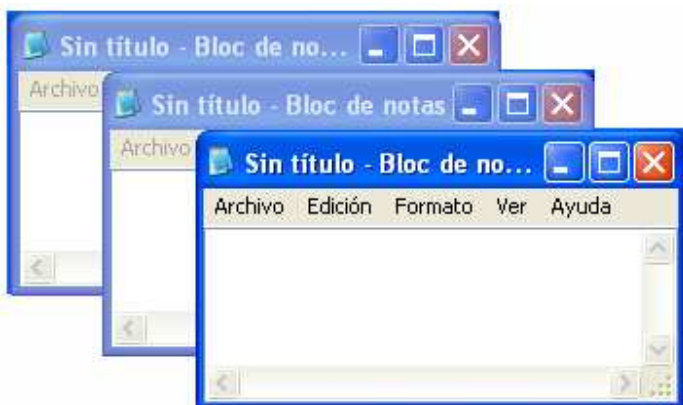 Sin título - Bloc de no...
Archivo
Sin título - Bloc de notas
Archivo
Sin título - Bloc de no...
Archivo Edición Formato Ver Ayuda